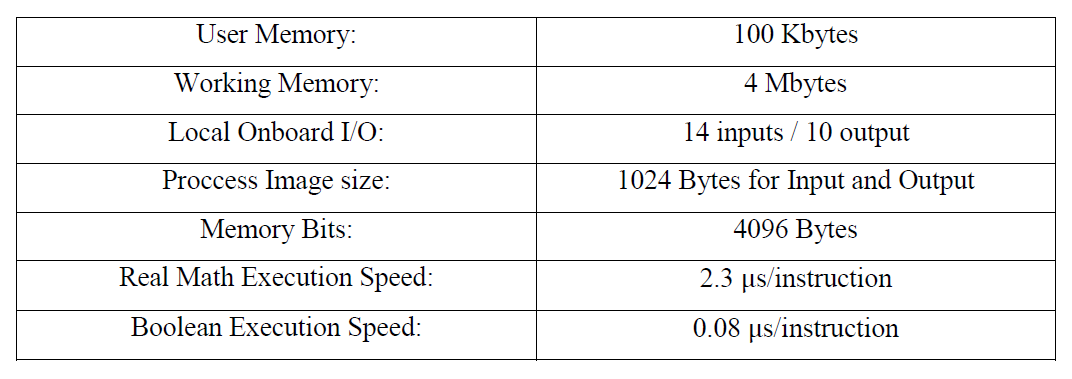 User Memory: 100 Kbytes
Working Memory: 4 Mbytes
Local Onboard I/O: 14 inputs / 10 output
Proccess Image size: 1024 Bytes for Input and Output
Memory Bits: 4096 Bytes
Real Math Execution Speed: 2.3 μs/instruction
Boolean Execution Speed: 0.08 μs/instruction